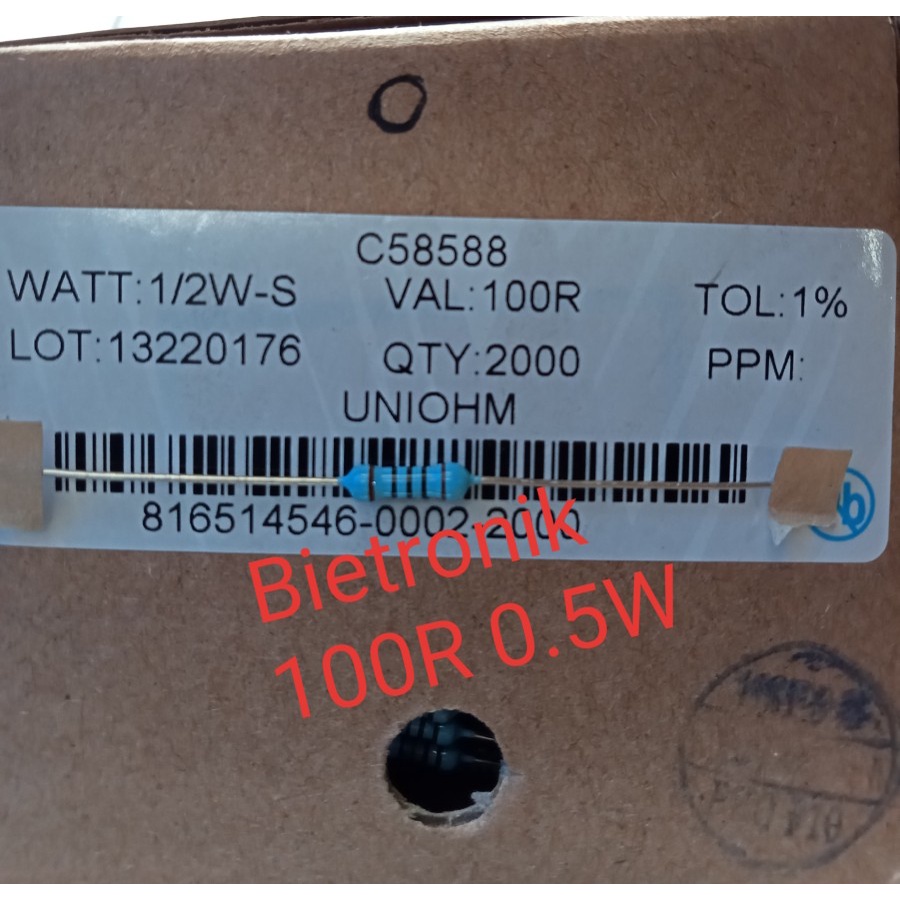 C58588
WATT:1/2W-S VAL:100R TOL:1%
LOT:13220176 QTY:2000 PPM:
UNIOHM
816514546-0002-2000
Bietronik
100R 0.5W